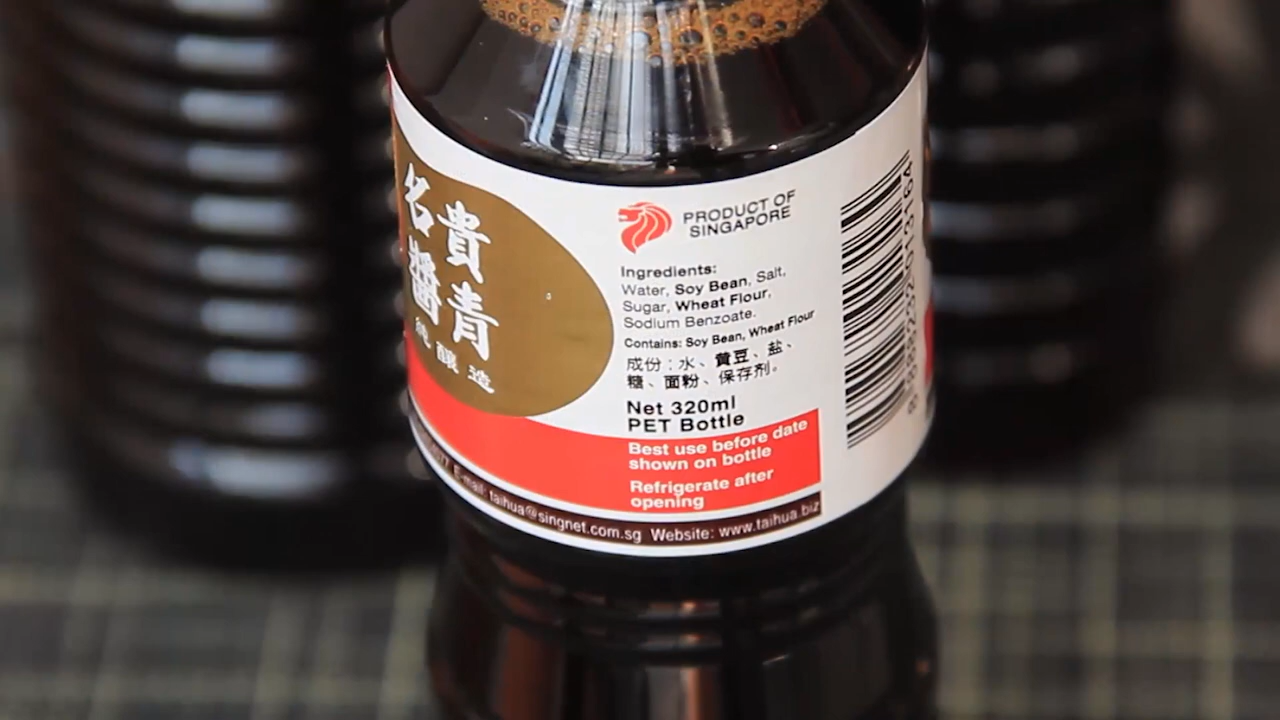 名貴
醬青
純釀造
PRODUCT OF
SINGAPORE
Ingredients:
Water, Soy Bean, Salt,
Sugar, Wheat Flour,
Sodium Benzoate.
Contains: Soy Bean, Wheat Flour
成份：水、黄豆、盐、
糖、面粉、保存剂。
Net 320ml
PET Bottle
Best use before date
shown on bottle
Refrigerate after
opening
E-mail: taihua@singnet.com.sg Website: www.taihua.biz